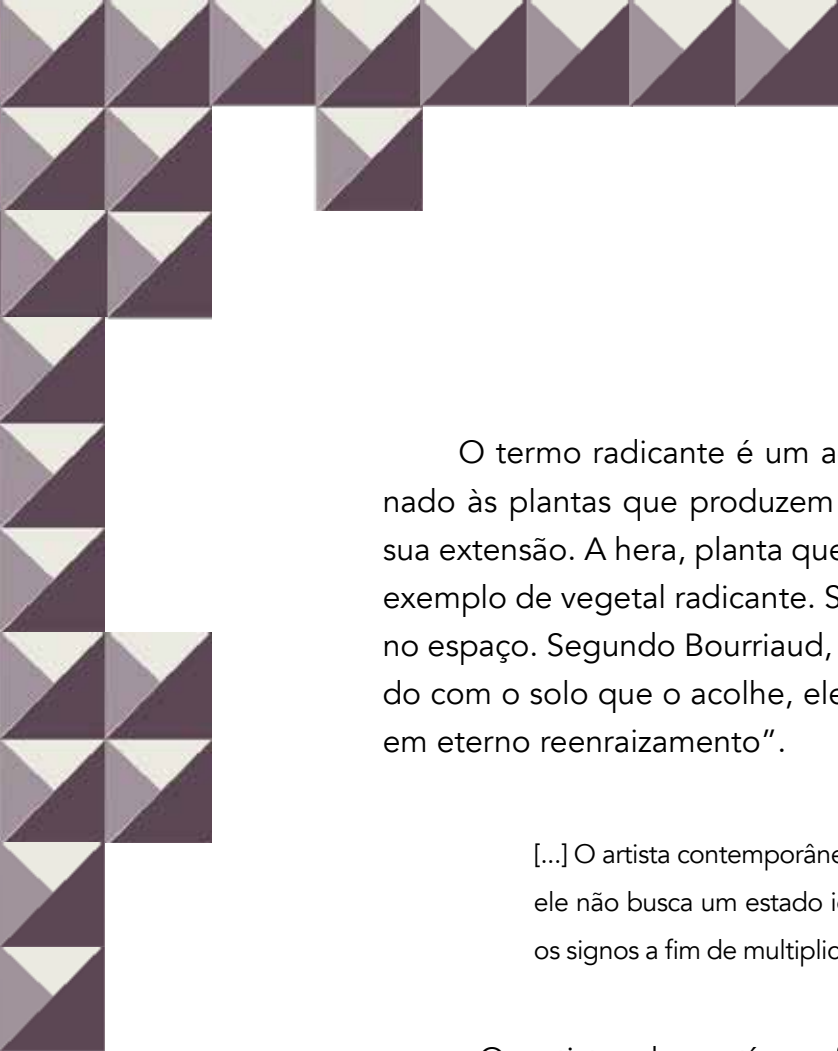 O termo radicante é um a
nado às plantas que produzem
sua extensão. A hera, planta que
exemplo de vegetal radicante. S
no espaço. Segundo Bourriaud,
do com o solo que o acolhe, ele
em eterno reenraizamento”.
[...] O artista contemporâne
ele não busca um estado i
os signos a fim de multiplic